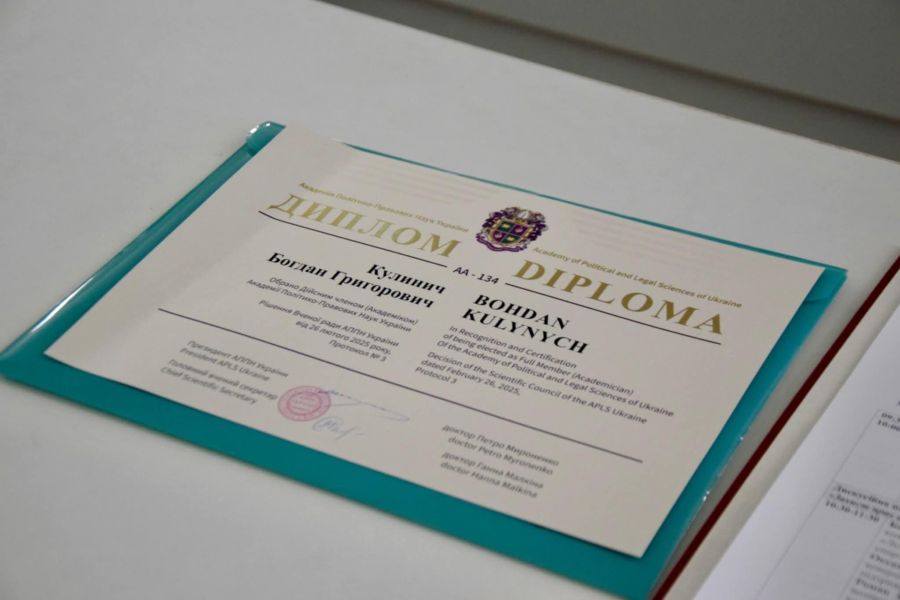 Академія Політико-Правових Наук України
ДИПЛОМ
Кулинич
Богдан Григорович
Обрано Дійсним членом (Академіком)
Академії Політико-Правових Наук України
Рішення Вченої ради АППН України
від 26 лютого 2025 року,
Протокол № 3
АА - 134
Academy of Political and Legal Sciences of Ukraine
DIPLOMA
BOHDAN
KULYNYCH
In Recognition and Certification
of being elected as Full Member (Academician)
Of the Academy of Political and Legal Sciences of Ukraine
Decision of the Scientific Council of the APLS Ukraine
dated February 26, 2025,
Protocol 3
Президент АППН України
President APLS Ukraine
Головний вчений секретар
Chief Scientific Secretary
доктор Петро Мироненко
doctor Petro Myronenko
доктор Ганна Малкіна
doctor Hanna Malkina
10.30-11.30